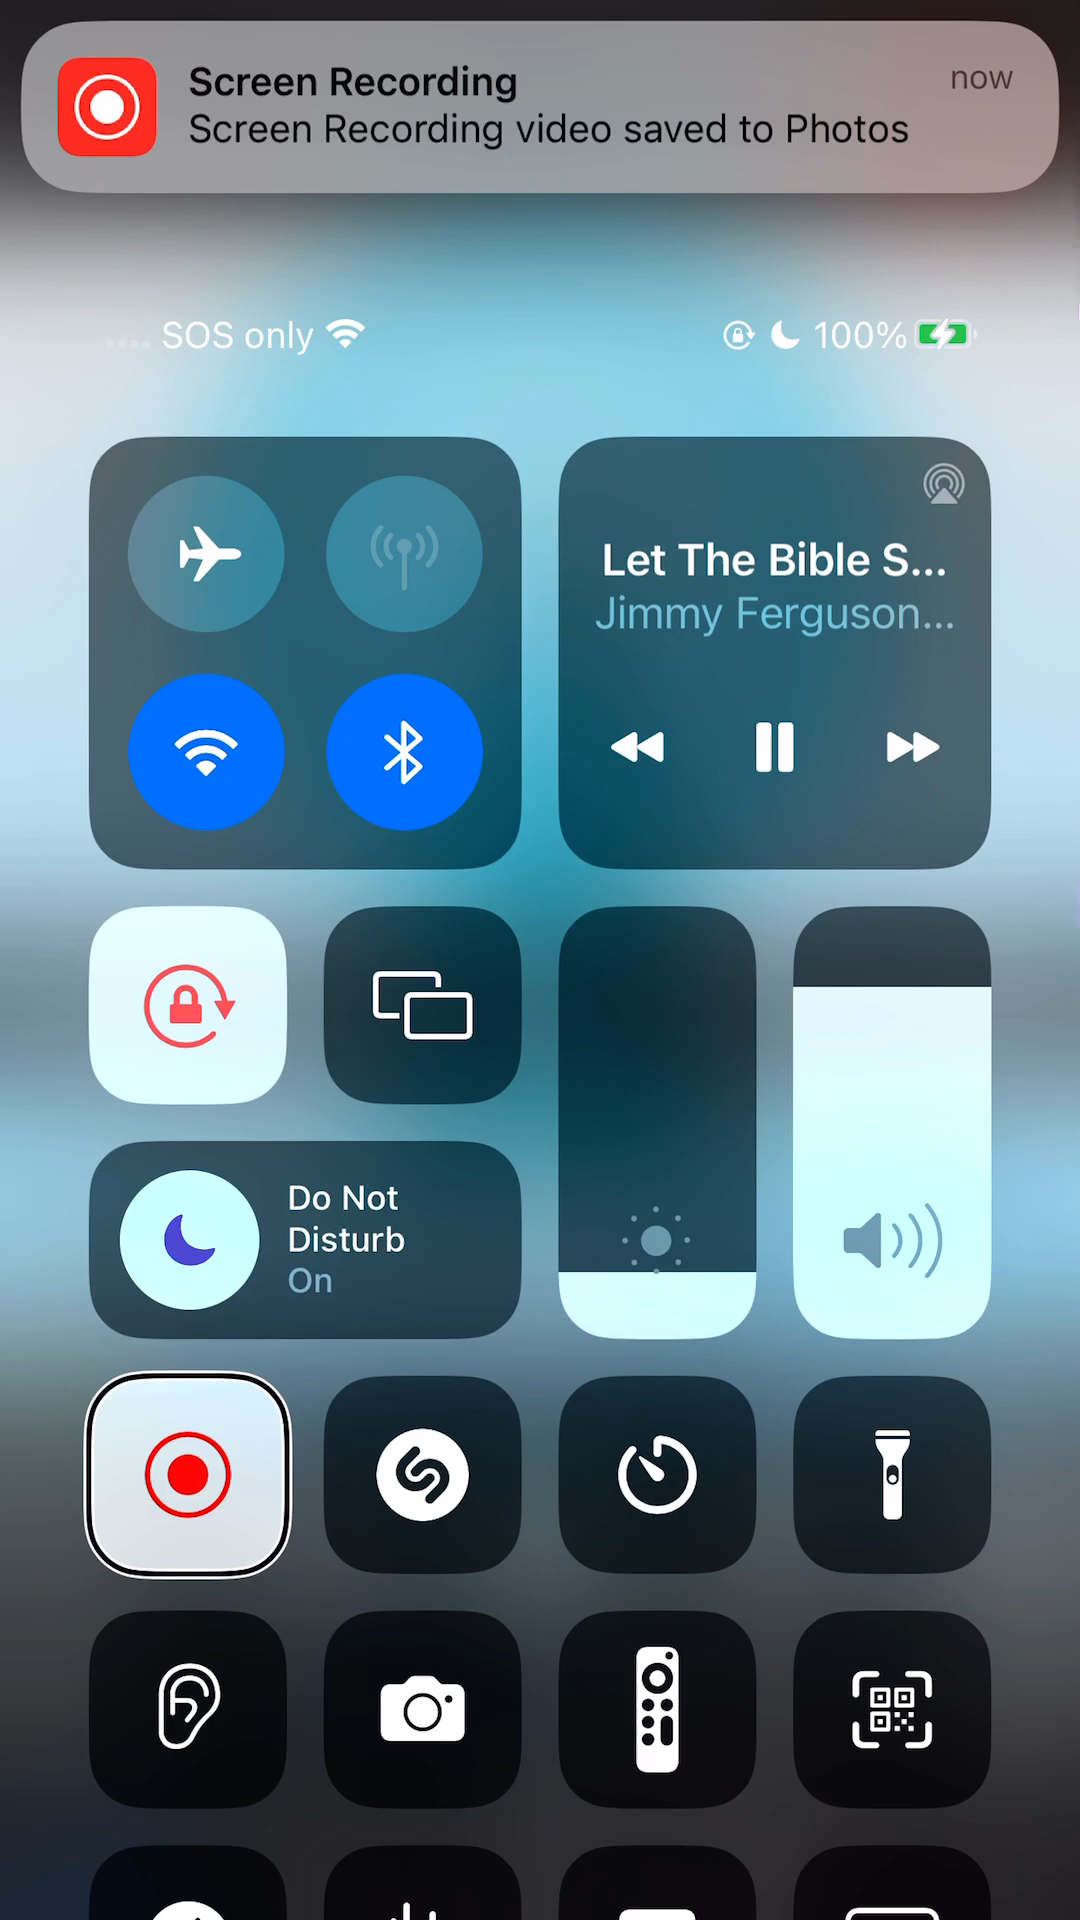 Screen Recording
now
Screen Recording video saved to Photos
SOS only
100%
Let The Bible S...
Jimmy Ferguson...
Do Not
Disturb
On